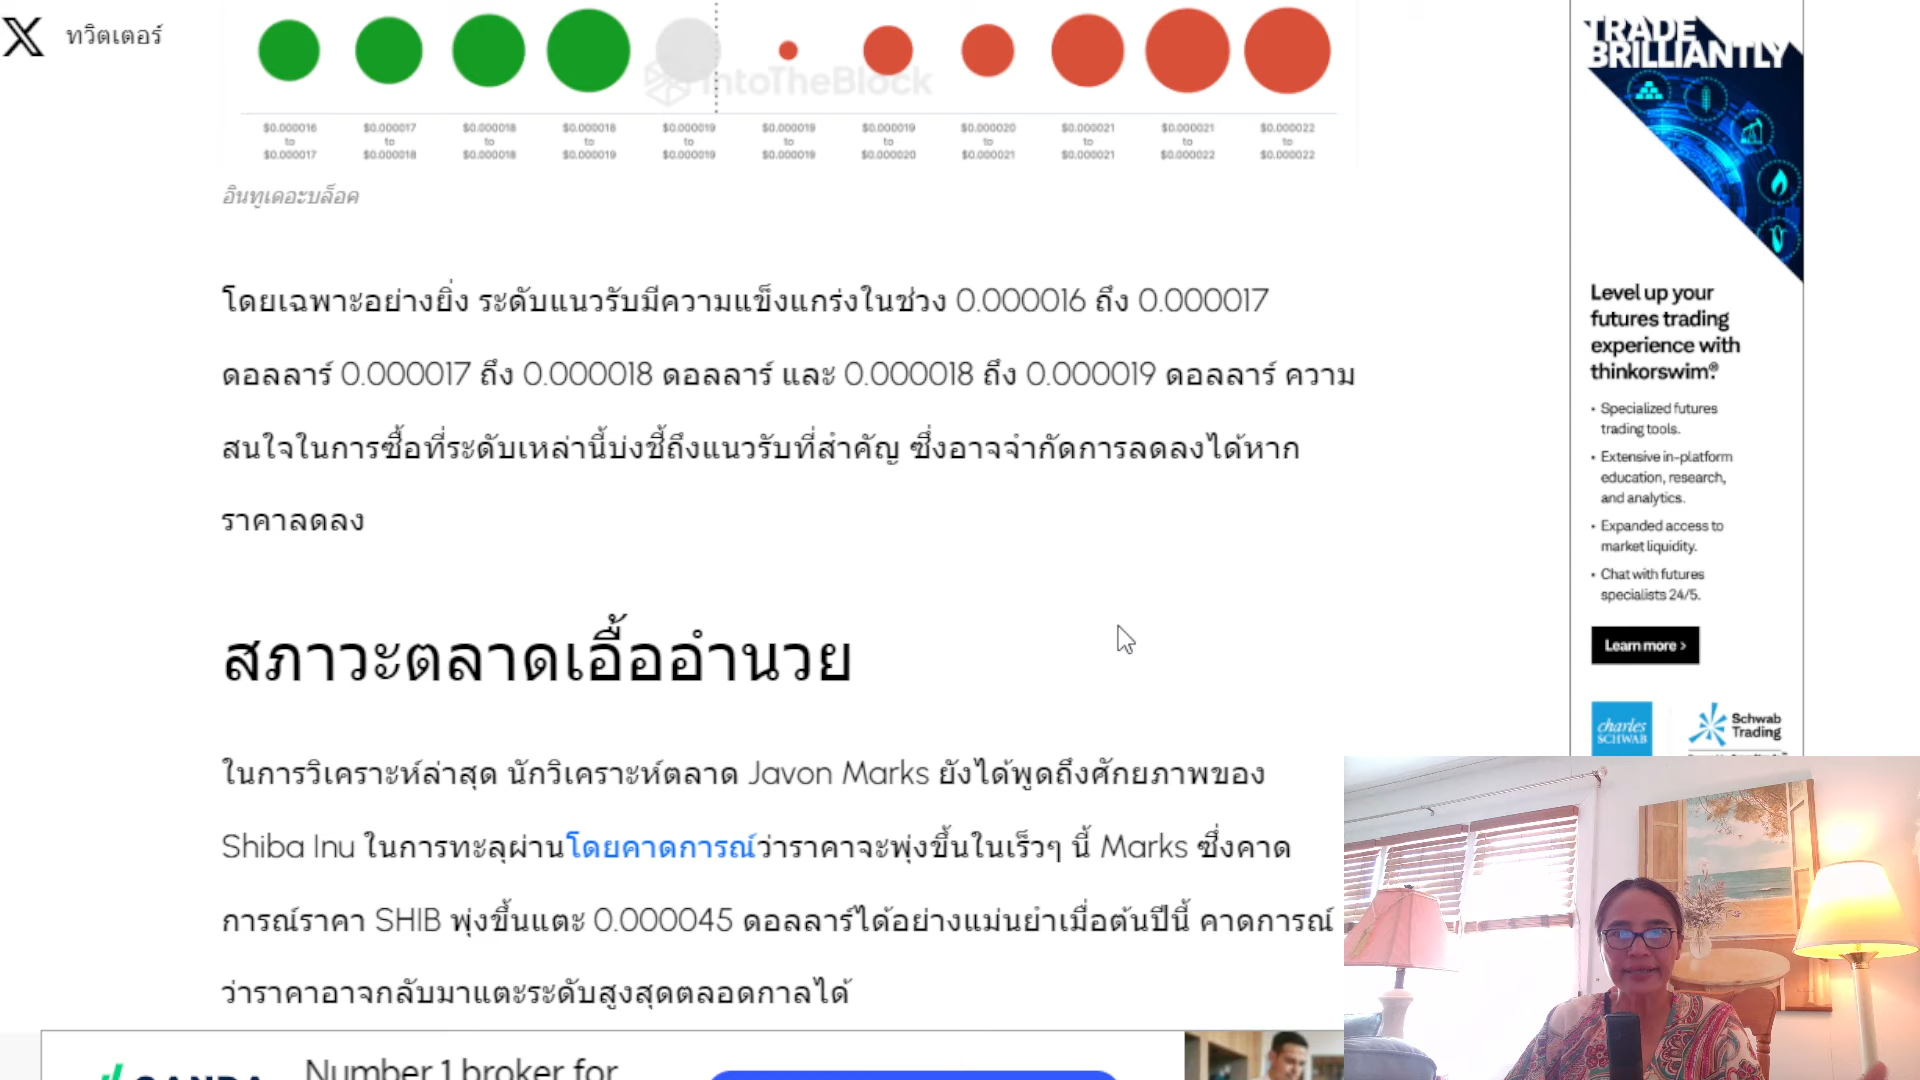 ทวิตเตอร์
IntoTheBlock
$0.000016 to $0.000017
$0.000017 to $0.000018
$0.000018 to $0.000018
$0.000018 to $0.000019
$0.000019 to $0.000019
$0.000019 to $0.000019
$0.000019 to $0.000020
$0.000020 to $0.000021
$0.000021 to $0.000021
$0.000021 to $0.000022
$0.000022 to $0.000022
อินทูเดอะบล็อค
โดยเฉพาะอย่างยิ่ง ระดับแนวรับมีความแข็งแกร่งในช่วง 0.000016 ถึง 0.000017
ดอลลาร์ 0.000017 ถึง 0.000018 ดอลลาร์ และ 0.000018 ถึง 0.000019 ดอลลาร์ ความ
สนใจในการซื้อที่ระดับเหล่านี้บ่งชี้ถึงแนวรับที่สำคัญ ซึ่งอาจจำกัดการลดลงได้หาก
ราคาลดลง
สภาวะตลาดเอื้ออำนวย
ในการวิเคราะห์ล่าสุด นักวิเคราะห์ตลาด Javon Marks ยังได้พูดถึงศักยภาพของ
Shiba Inu ในการทะลุผ่านโดยคาดการณ์ว่าราคาจะพุ่งขึ้นในเร็วๆ นี้ Marks ซึ่งคาด
การณ์ราคา SHIB พุ่งขึ้นแตะ 0.000045 ดอลลาร์ได้อย่างแม่นยำเมื่อต้นปีนี้ คาดการณ์
ว่าราคาอาจกลับมาแตะระดับสูงสุดตลอดกาลได้
TRADE
BRILLIANTLY
Level up your
futures trading
experience with
thinkorswim®
• Specialized futures
trading tools.
• Extensive in-platform
education, research,
and analytics.
• Expanded access to
market liquidity.
• Chat with futures
specialists 24/5.
Learn more >
charles
SCHWAB
Schwab
Trading
OANDA
Number 1 broker for